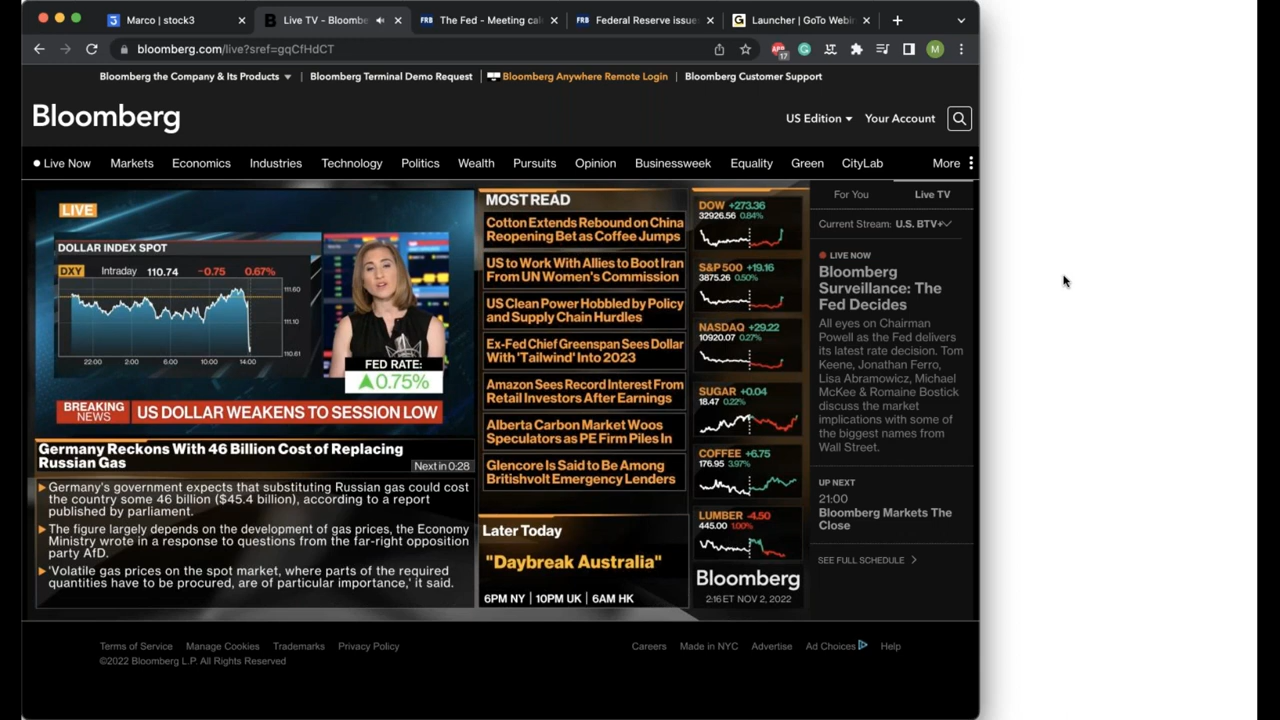 Marco | stock3
Live TV - Bloombe
The Fed - Meeting cal
Federal Reserve issue
Launcher | GoTo Webin
bloomberg.com/live?sref=gqCfHdCT
17
M
Bloomberg the Company & Its Products
Bloomberg Terminal Demo Request
Bloomberg Anywhere Remote Login
Bloomberg Customer Support
Bloomberg
US Edition
Your Account
Live Now
Markets
Economics
Industries
Technology
Politics
Wealth
Pursuits
Opinion
Businessweek
Equality
Green
CityLab
More
LIVE
DOLLAR INDEX SPOT
DXY Intraday 110.74 -0.75 0.67%
111.60
111.10
110.61
22:00 2:00 6:00 10:00 14:00
FED RATE:
0.75%
BREAKING
NEWS
US DOLLAR WEAKENS TO SESSION LOW
Germany Reckons With 46 Billion Cost of Replacing
Russian Gas
Next in 0:28
Germany's government expects that substituting Russian gas could cost
the country some 46 billion ($45.4 billion), according to a report
published by parliament.
The figure largely depends on the development of gas prices, the Economy
Ministry wrote in a response to questions from the far-right opposition
party AfD.
'Volatile gas prices on the spot market, where parts of the required
quantities have to be procured, are of particular importance,' it said.
MOST READ
Cotton Extends Rebound on China
Reopening Bet as Coffee Jumps
US to Work With Allies to Boot Iran
From UN Women's Commission
US Clean Power Hobbled by Policy
and Supply Chain Hurdles
Ex-Fed Chief Greenspan Sees Dollar
With 'Tailwind' Into 2023
Amazon Sees Record Interest From
Retail Investors After Earnings
Alberta Carbon Market Woos
Speculators as PE Firm Piles In
Glencore Is Said to Be Among
Britishvolt Emergency Lenders
Later Today
"Daybreak Australia"
6PM NY | 10PM UK | 6AM HK
DOW +273.36
32926.56 0.84%
S&P 500 +19.16
3875.26 0.50%
NASDAQ +29.22
10920.07 0.27%
SUGAR +0.04
18.47 0.22%
COFFEE +6.75
176.95 3.97%
LUMBER -4.50
445.00 1.00%
Bloomberg
2:16 ET NOV 2, 2022
For You
Live TV
Current Stream: U.S. BTV+
LIVE NOW
Bloomberg
Surveillance: The
Fed Decides
All eyes on Chairman
Powell as the Fed delivers
its latest rate decision. Tom
Keene, Jonathan Ferro,
Lisa Abramowicz, Michael
McKee & Romaine Bostick
discuss the market
implications with some of
the biggest names from
Wall Street.
UP NEXT
21:00
Bloomberg Markets The
Close
SEE FULL SCHEDULE
Terms of Service
Manage Cookies
Trademarks
Privacy Policy
Careers
Made in NYC
Advertise
Ad Choices
Help
©2022 Bloomberg L.P. All Rights Reserved